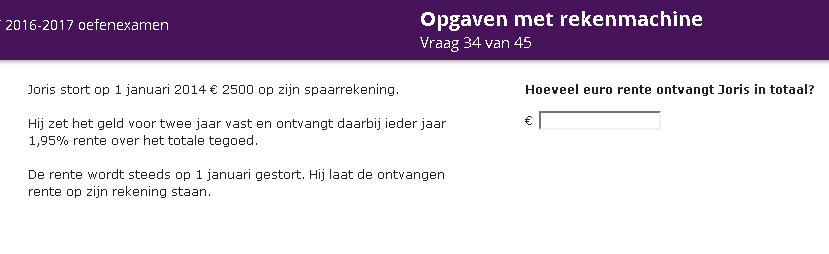 2016-2017 oefenexamen
Opgaven met rekenmachine
Vraag 34 van 45
Joris stort op 1 januari 2014 € 2500 op zijn spaarrekening.
Hij zet het geld voor twee jaar vast en ontvangt daarbij ieder jaar
1,95% rente over het totale tegoed.
De rente wordt steeds op 1 januari gestort. Hij laat de ontvangen
rente op zijn rekening staan.
Hoeveel euro rente ontvangt Joris in totaal?
€